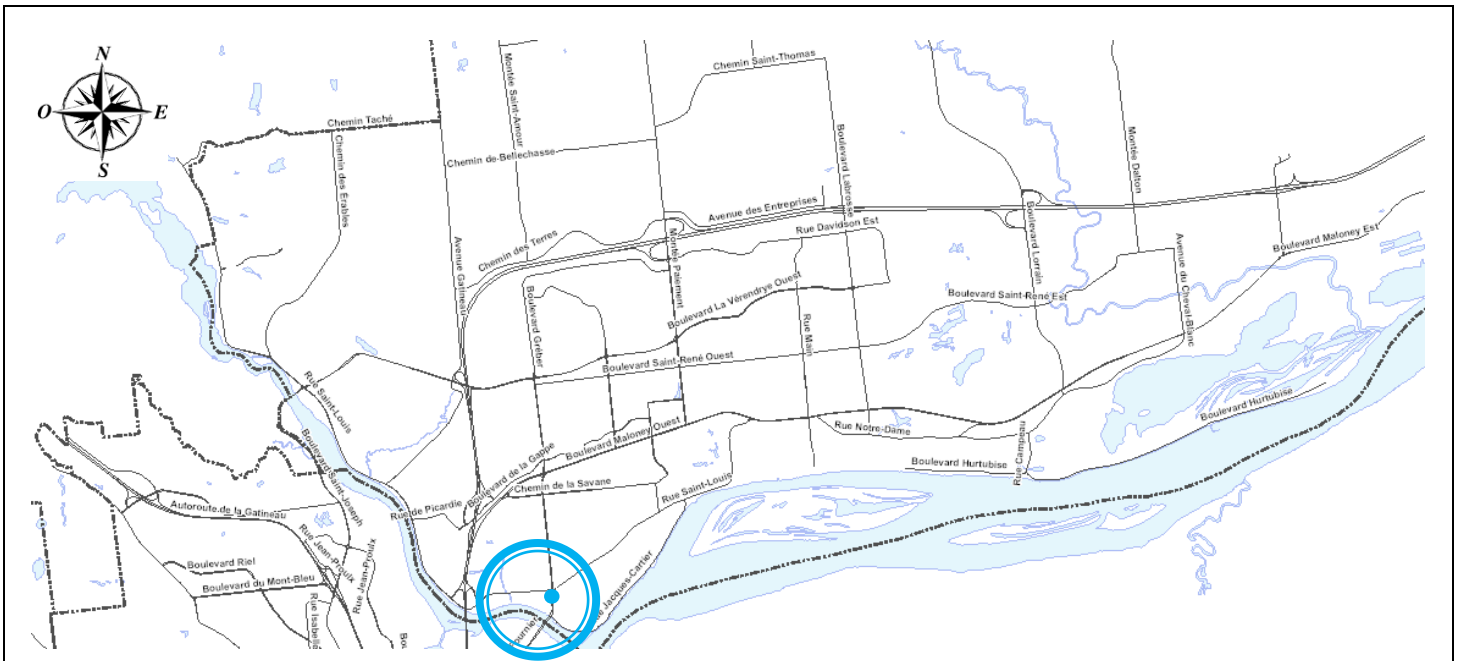 N
O
E
S
Chemin Taché
Chemin des Érables
Montée Saint-Amour
Chemin de Bellechasse
Chemin Saint-Thomas
Boulevard Labrosse
Montée Dalton
Avenue des Entreprises
Rue Davidson Est
Chemin des Terres
Avenue Gatineau
Montée Paiement
Boulevard Lorrain
Boulevard Maloney Est
Avenue du Cheval-Blanc
Boulevard Gréber
Boulevard La Vérendrye Ouest
Boulevard Saint-René Est
Rue Main
Boulevard Saint-René Ouest
Rue Saint-Louis
Boulevard Saint-Joseph
Boulevard Maloney Ouest
Boulevard de la Gappe
Rue Notre-Dame
Boulevard Hurtubise
Rue Campeau
Boulevard Hurtubise
Chemin de la Savane
Rue Saint-Louis
Rue de Picardie
Autoroute de la Gatineau
Rue Jean-Proulx
Rue Jean-Proulx
Boulevard Riel
Boulevard du Mont-Bleu
Rue Isabelle
Jacques-Cartier
Fournier